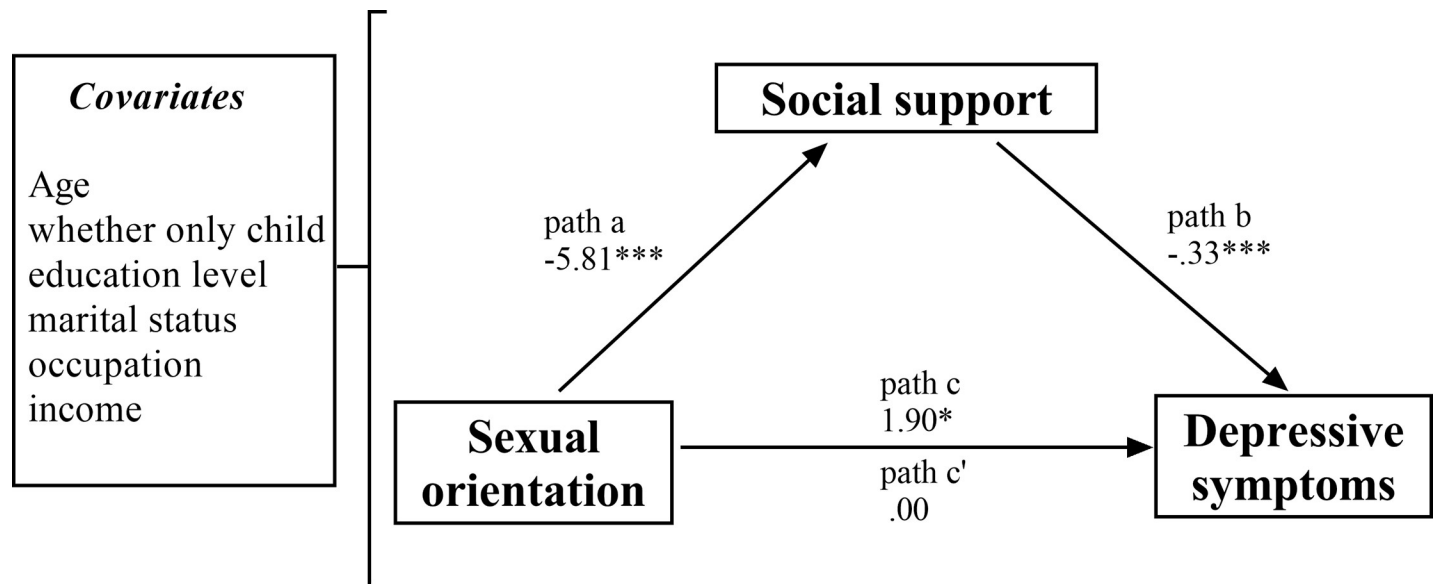 Covariates
Age
whether only child
education level
marital status
occupation
income
Social support
path a
-5.81***
path b
-.33***
Sexual
orientation
path c
1.90*
path c'
.00
Depressive
symptoms